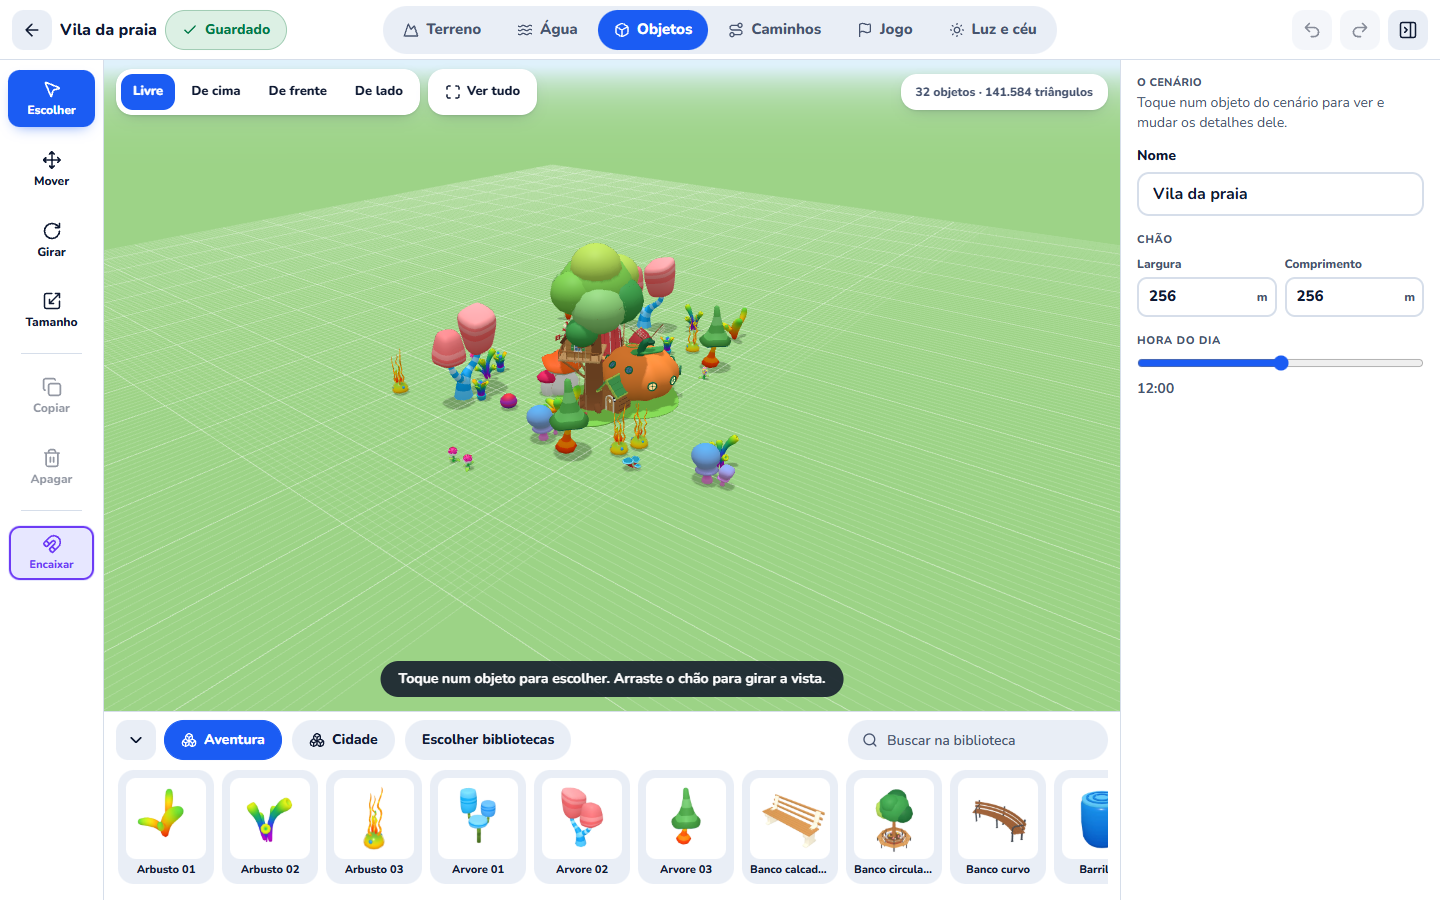 Vila da praia
Guardado
Terreno
Água
Objetos
Caminhos
Jogo
Luz e céu
Escolher
Mover
Girar
Tamanho
Copiar
Apagar
Encaixar
Livre
De cima
De frente
De lado
Ver tudo
32 objetos · 141.584 triângulos
Toque num objeto para escolher. Arraste o chão para girar a vista.
O CENÁRIO
Toque num objeto do cenário para ver e
mudar os detalhes dele.
Nome
Vila da praia
CHÃO
Largura
Comprimento
256 m
256 m
HORA DO DIA
12:00
Aventura
Cidade
Escolher bibliotecas
Buscar na biblioteca
Arbusto 01
Arbusto 02
Arbusto 03
Arvore 01
Arvore 02
Arvore 03
Banco calcad...
Banco circula...
Banco curvo
Barril